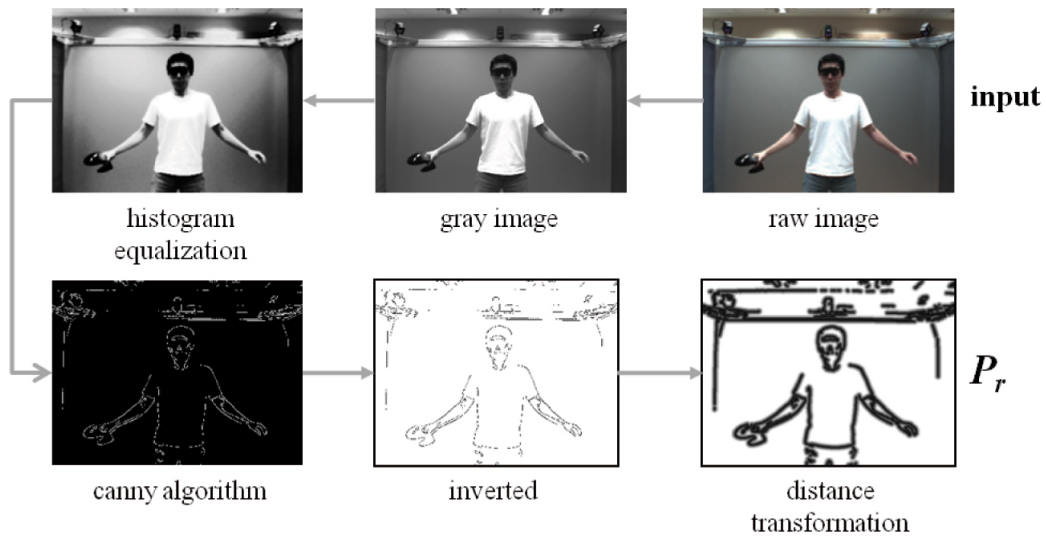 input
histogram
equalization
gray image
raw image
P_r
canny algorithm
inverted
distance
transformation